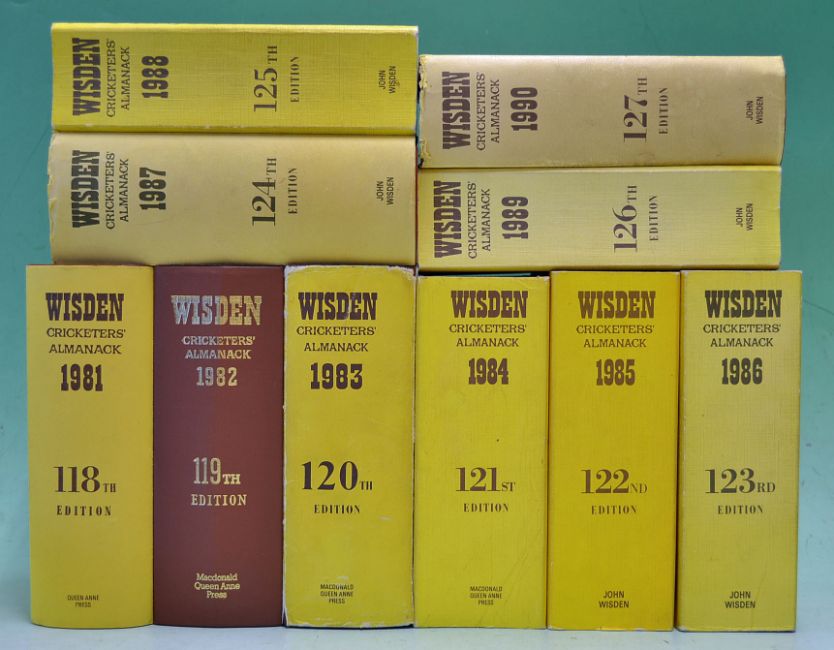 WISDEN
CRICKETERS'
ALMANACK
1988
125TH
EDITION
JOHN
WISDEN
WISDEN
CRICKETERS'
ALMANACK
1990
127TH
EDITION
JOHN
WISDEN
WISDEN
CRICKETERS'
ALMANACK
1987
124TH
EDITION
JOHN
WISDEN
WISDEN
CRICKETERS'
ALMANACK
1989
126TH
EDITION
JOHN
WISDEN
WISDEN
CRICKETERS'
ALMANACK
1981
118TH
EDITION
QUEEN ANNE
PRESS
WISDEN
CRICKETERS'
ALMANACK
1982
119TH
EDITION
Macdonald
Queen Anne
Press
WISDEN
CRICKETERS'
ALMANACK
1983
120TH
EDITION
MACDONALD
QUEEN ANNE
PRESS
WISDEN
CRICKETERS'
ALMANACK
1984
121ST
EDITION
MACDONALD
QUEEN ANNE
PRESS
WISDEN
CRICKETERS'
ALMANACK
1985
122ND
EDITION
JOHN
WISDEN
WISDEN
CRICKETERS'
ALMANACK
1986
123RD
EDITION
JOHN
WISDEN